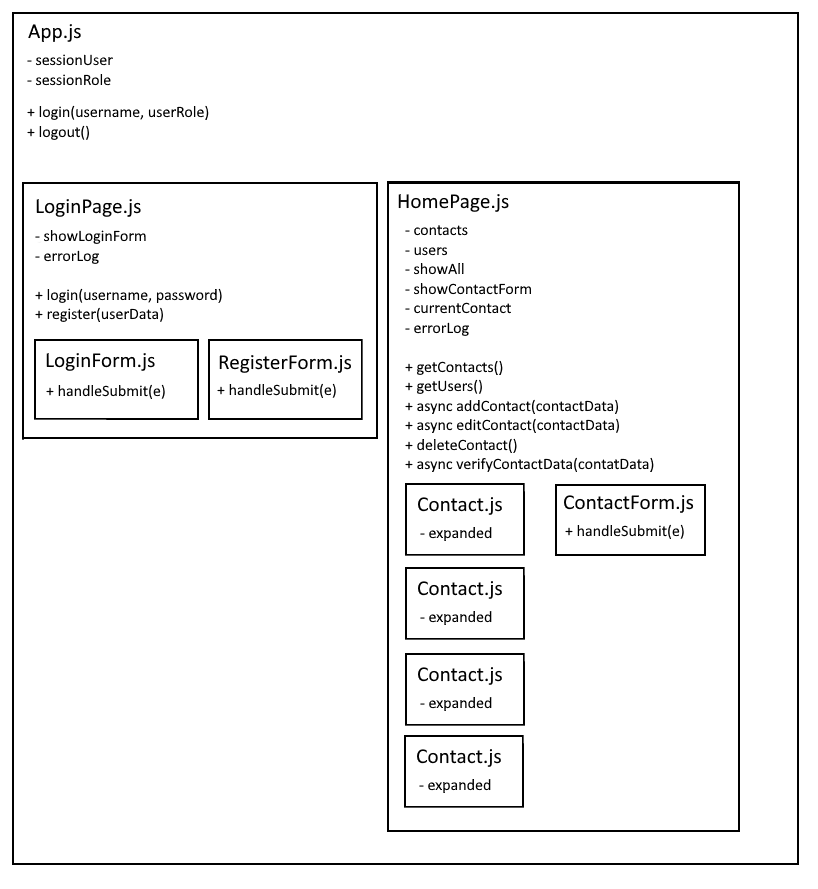 App.js
- sessionUser
- sessionRole
+ login(username, userRole)
+ logout()
LoginPage.js
- showLoginForm
- errorLog
+ login(username, password)
+ register(userData)
LoginForm.js
+ handleSubmit(e)
RegisterForm.js
+ handleSubmit(e)
HomePage.js
- contacts
- users
- showAll
- showContactForm
- currentContact
- errorLog
+ getContacts()
+ getUsers()
+ async addContact(contactData)
+ async editContact(contactData)
+ deleteContact()
+ async verifyContactData(contatData)
Contact.js
- expanded
ContactForm.js
+ handleSubmit(e)
Contact.js
- expanded
Contact.js
- expanded
Contact.js
- expanded